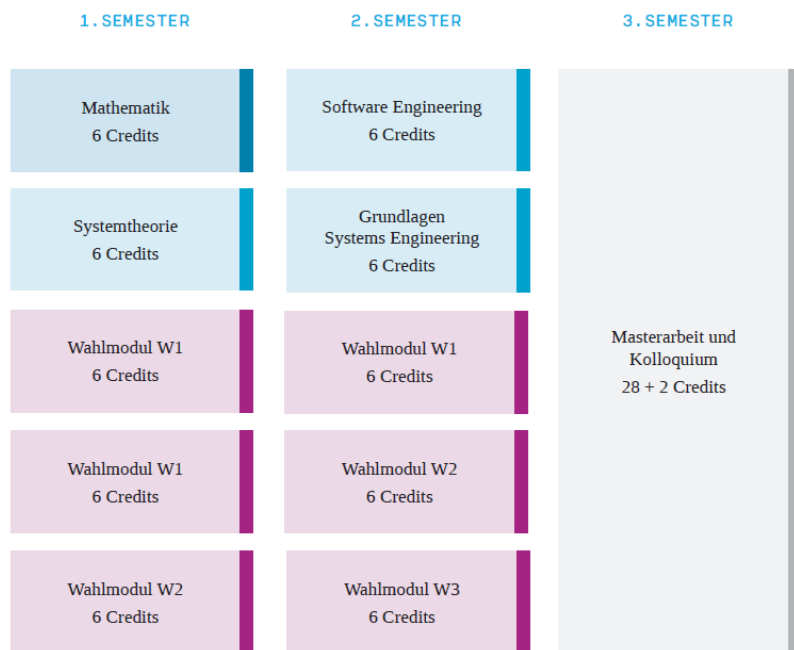 1.SEMESTER
Mathematik
6 Credits
Systemtheorie
6 Credits
Wahlmodul W1
6 Credits
Wahlmodul W1
6 Credits
Wahlmodul W2
6 Credits
2.SEMESTER
Software Engineering
6 Credits
Grundlagen
Systems Engineering
6 Credits
Wahlmodul W1
6 Credits
Wahlmodul W2
6 Credits
Wahlmodul W3
6 Credits
3.SEMESTER
Masterarbeit und
Kolloquium
28 + 2 Credits